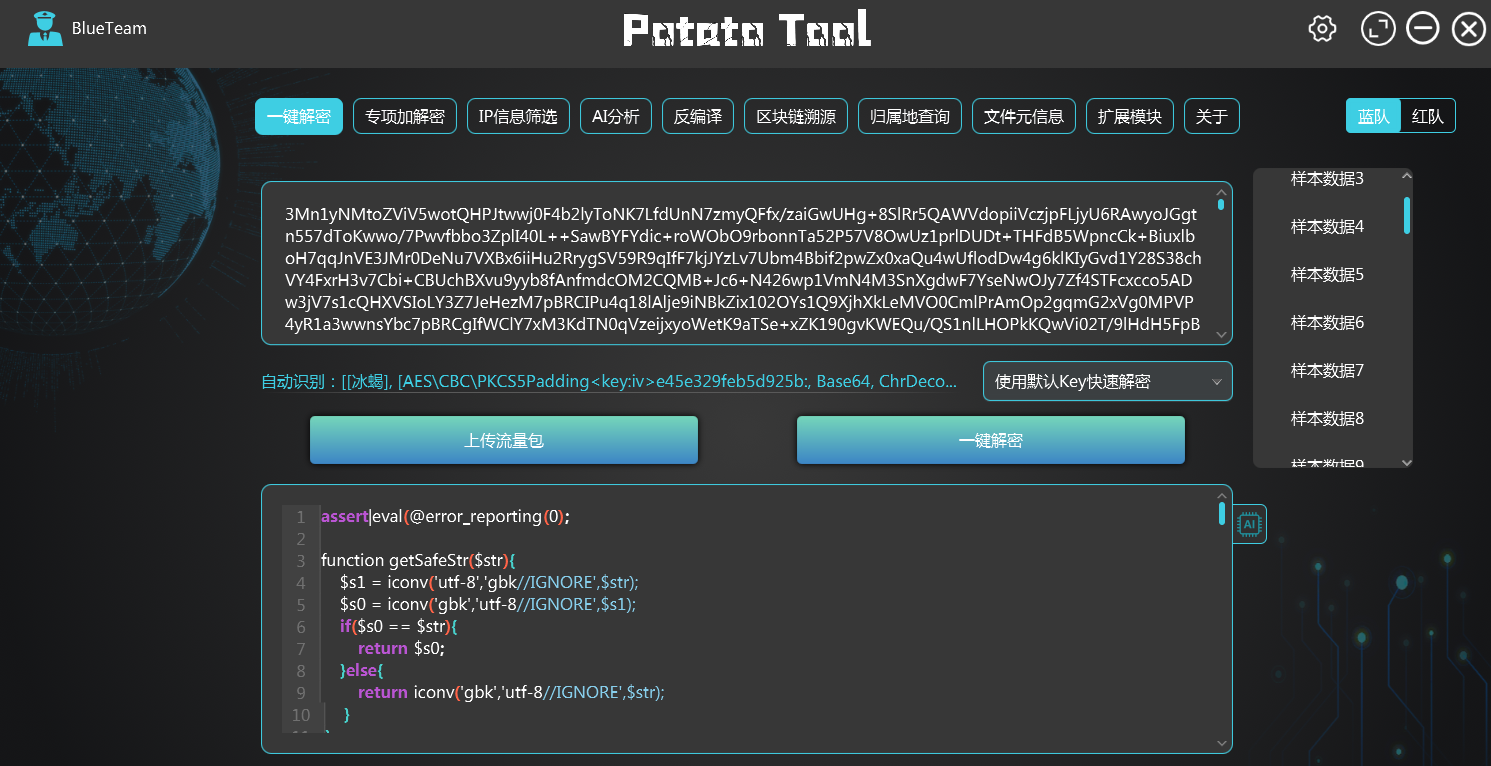 BlueTeam
Potato Tool
一键解密
专项加解密
IP信息筛选
AI分析
反编译
区块链溯源
归属地查询
文件元信息
扩展模块
关于
蓝队
红队
3Mn1yNMtoZViV5wotQHPJtwwj0F4b2lyToNK7LfdUnN7zmyQFfx/zaiGwUHg+8SlRr5QAWVdopiiVczjpFLjyU6RAwyoJGgt
n557dToKwwo/7Pwvfbbo3ZplI40L++SawBYFYdic+roWObO9rbonnTa52P57V8OwUz1prlDUDt+THFdB5WpncCk+Biuxlb
oH7qqJnVE3JMr0DeNu7VXBx6iiHu2RrygSV59R9qIfF7kjJYzLv7Ubm4Bbif2pwZx0xaQu4wUflodDw4g6klKIyGvd1Y28S38ch
VY4FxrH3v7Cbi+CBUchBXvu9yyb8fAnfmdcOM2CQMB+Jc6+N426wp1VmN4M3SnXgdwF7YseNwOJy7Zf4STFcxcco5AD
w3jV7s1cQHXVSIoLY3Z7JeHezM7pBRCIPu4q18lAlje9iNBkZix102OYs1Q9XjhXkLeMVO0CmlPrAmOp2gqmG2xVg0MPVP
4yR1a3wwnsYbc7pBRCgIfWClY7xM3KdTN0qVzeijxyoWetK9aTSe+xZK190gvKWEQu/QS1nlLHOPkKQwVi02T/9lHdH5FpB
样本数据3
样本数据4
样本数据5
样本数据6
样本数据7
样本数据8
样本数据9
自动识别：[[冰蝎], [AES\CBC\PKCS5Padding<key:iv>e45e329feb5d925b:, Base64, ChrDeco...
使用默认Key快速解密
上传流量包
一键解密
AI
1 assert|eval(@error_reporting(0);
2
3 function getSafeStr($str){
4 $s1 = iconv('utf-8','gbk//IGNORE',$str);
5 $s0 = iconv('gbk','utf-8//IGNORE',$s1);
6 if($s0 == $str){
7 return $s0;
8 }else{
9 return iconv('gbk','utf-8//IGNORE',$str);
10 }